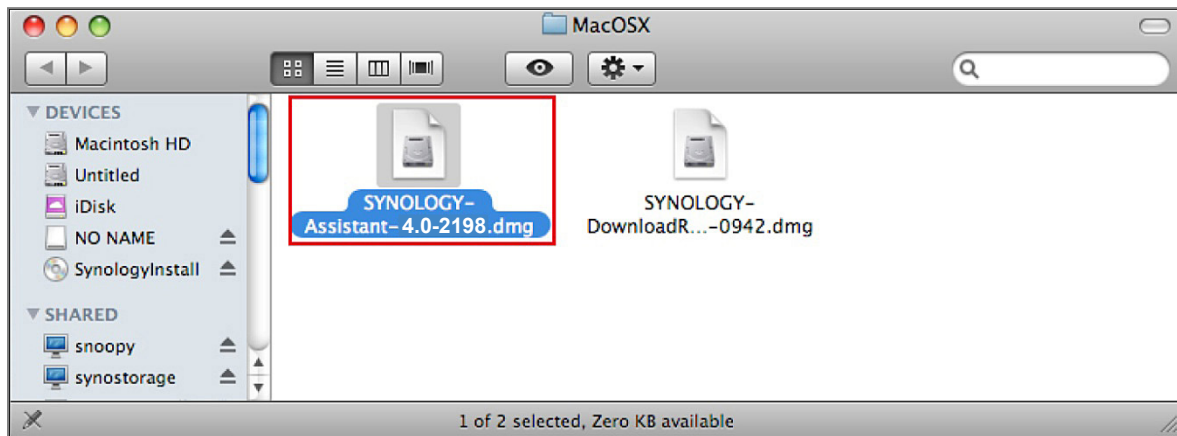 MacOSX
DEVICES
Macintosh HD
Untitled
iDisk
NO NAME
SynologyInstall
SHARED
snoopy
synostorage
SYNOLOGY-
Assistant-4.0-2198.dmg
SYNOLOGY-
DownloadR...-0942.dmg
1 of 2 selected, Zero KB available